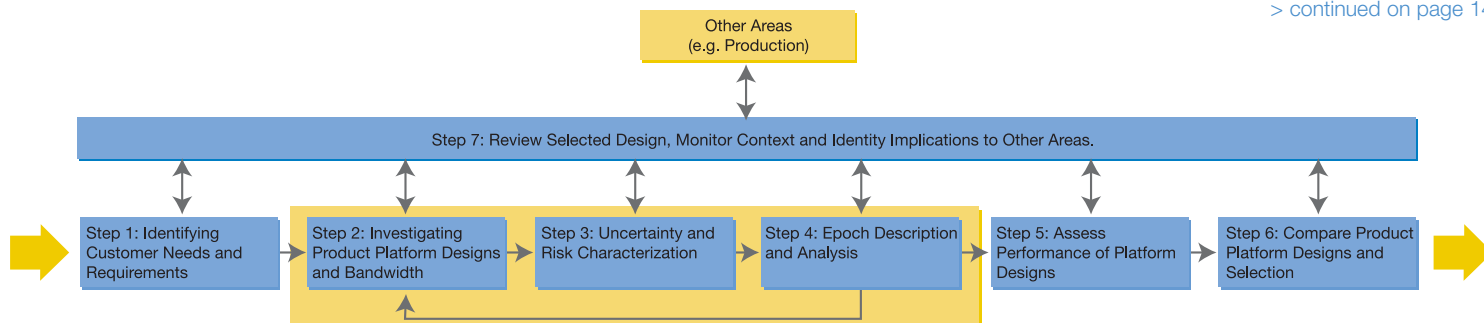 > continued on page 14
Other Areas
(e.g. Production)
Step 7: Review Selected Design, Monitor Context and Identity Implications to Other Areas.
Step 1: Identifying
Customer Needs and
Requirements
Step 2: Investigating
Product Platform Designs
and Bandwidth
Step 3: Uncertainty and
Risk Characterization
Step 4: Epoch Description
and Analysis
Step 5: Assess
Performance of Platform
Designs
Step 6: Compare Product
Platform Designs and
Selection